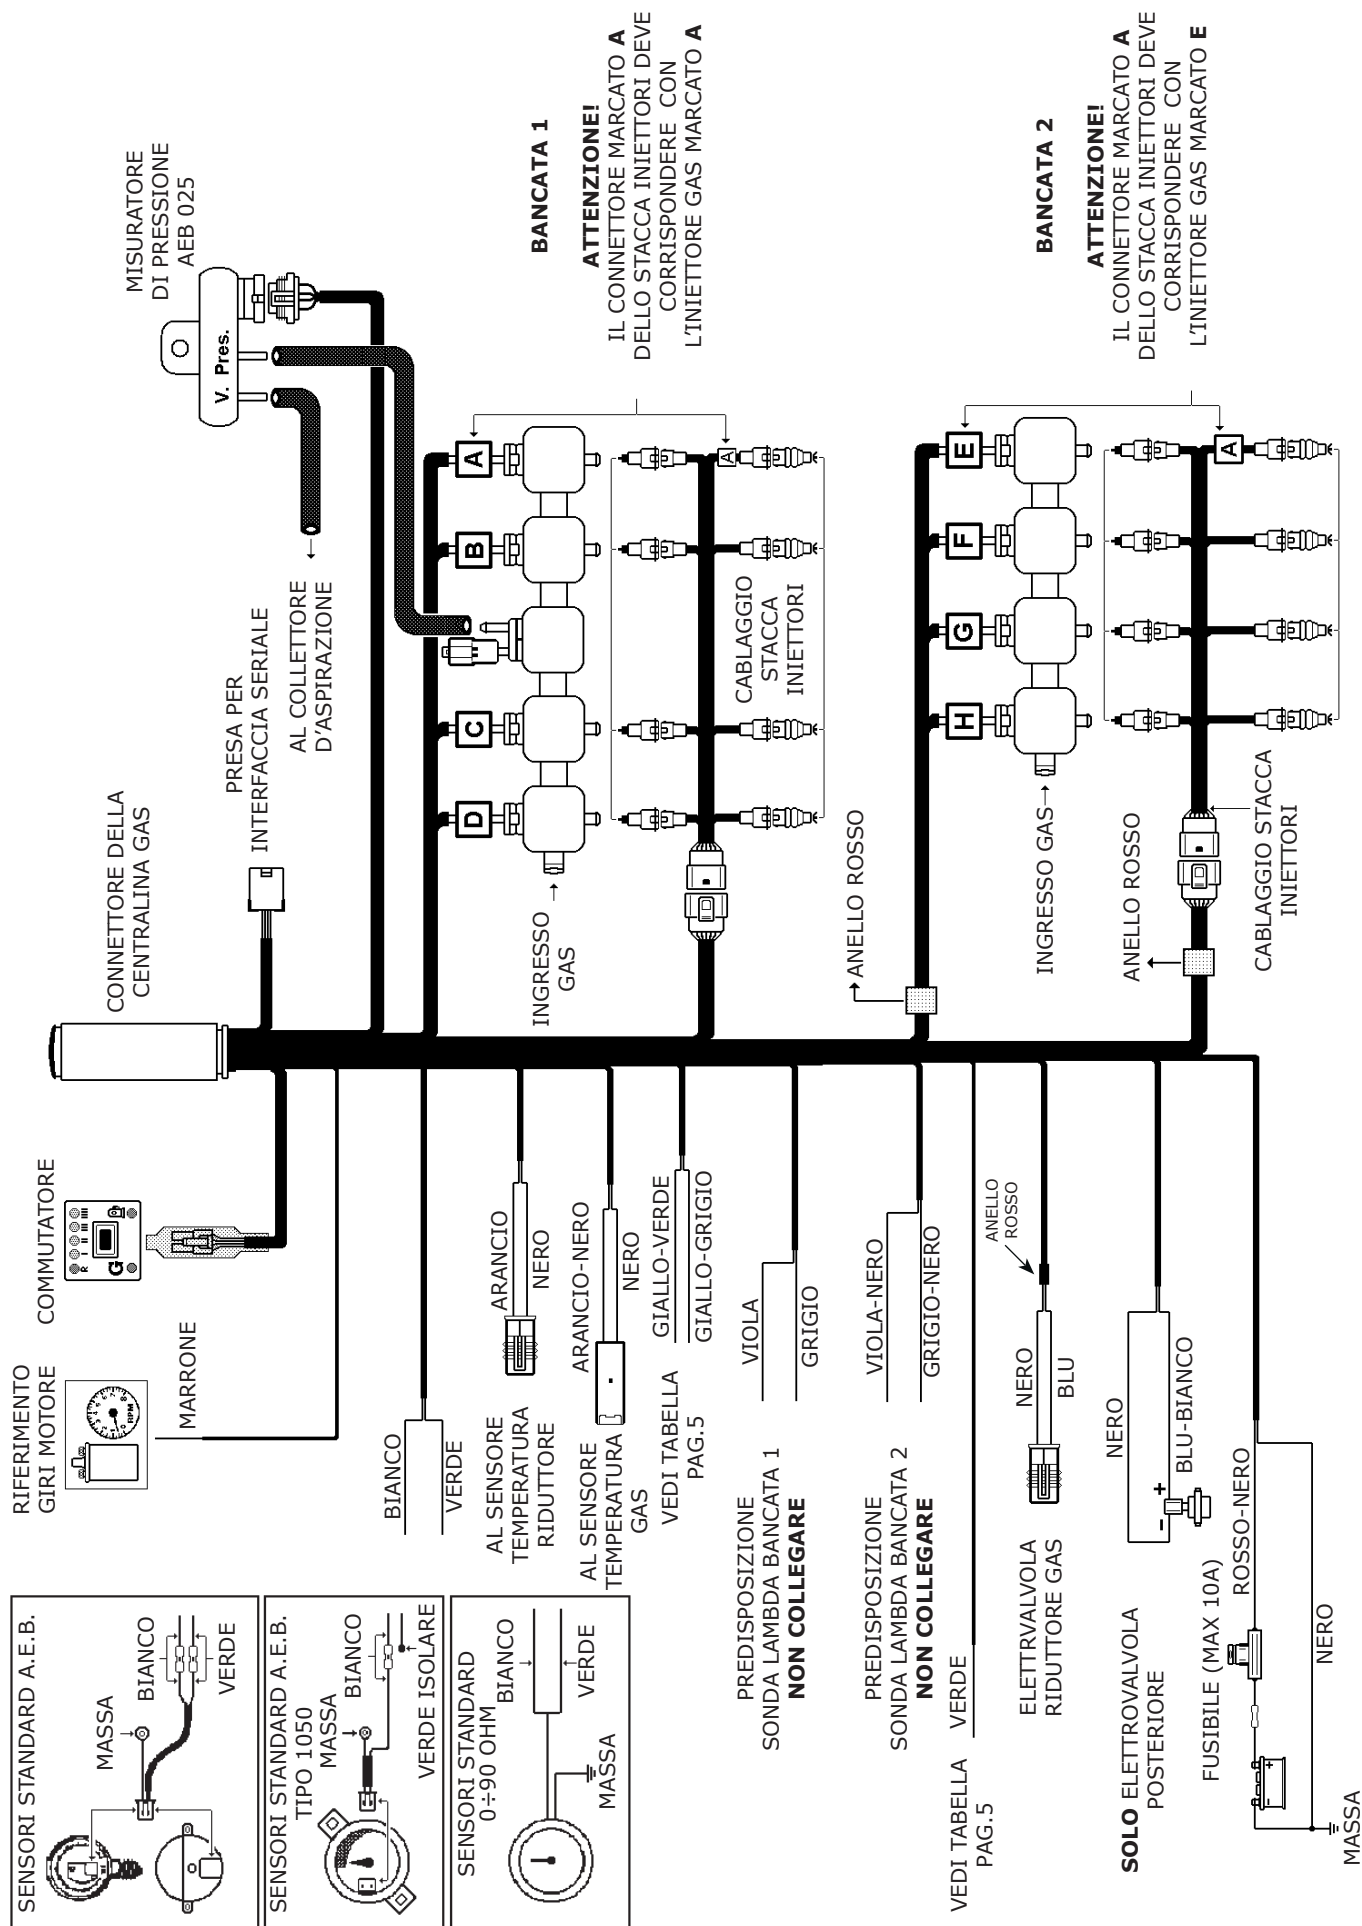 SENSORI STANDARD A.E.B.
MASSA
BIANCO
VERDE
SENSORI STANDARD A.E.B.
TIPO 1050
MASSA
BIANCO
VERDE ISOLARE
SENSORI STANDARD
0÷90 OHM
BIANCO
VERDE
MASSA
RIFERIMENTO
GIRI MOTORE
RPM
MARRONE
COMMUTATORE
R I II III IIII
G
CONNETTORE DELLA
CENTRALINA GAS
PRESA PER
INTERFACCIA SERIALE
AL COLLETTORE
D'ASPIRAZIONE
MISURATORE
DI PRESSIONE
AEB 025
V. Pres.
BIANCO
VERDE
AL SENSORE
TEMPERATURA
RIDUTTORE
ARANCIO
NERO
AL SENSORE
TEMPERATURA
GAS
ARANCIO-NERO
NERO
VEDI TABELLA
PAG.5
GIALLO-VERDE
GIALLO-GRIGIO
PREDISPOSIZIONE
SONDA LAMBDA BANCATA 1
NON COLLEGARE
VIOLA
GRIGIO
PREDISPOSIZIONE
SONDA LAMBDA BANCATA 2
NON COLLEGARE
VIOLA-NERO
GRIGIO-NERO
VEDI TABELLA
PAG.5
VERDE
ELETTRVALVOLA
RIDUTTORE GAS
NERO
BLU
ANELLO
ROSSO
SOLO ELETTROVALVOLA
POSTERIORE
NERO
BLU-BIANCO
- +
FUSIBILE (MAX 10A)
ROSSO-NERO
NERO
- +
MASSA
D
C
B
A
INGRESSO
GAS
A
CABLAGGIO
STACCA
INIETTORI
BANCATA 1
ATTENZIONE!
IL CONNETTORE MARCATO A
DELLO STACCA INIETTORI DEVE
CORRISPONDERE CON
L'INIETTORE GAS MARCATO A
ANELLO ROSSO
H
G
F
E
INGRESSO GAS
A
ANELLO ROSSO
CABLAGGIO STACCA
INIETTORI
BANCATA 2
ATTENZIONE!
IL CONNETTORE MARCATO A
DELLO STACCA INIETTORI DEVE
CORRISPONDERE CON
L'INIETTORE GAS MARCATO E